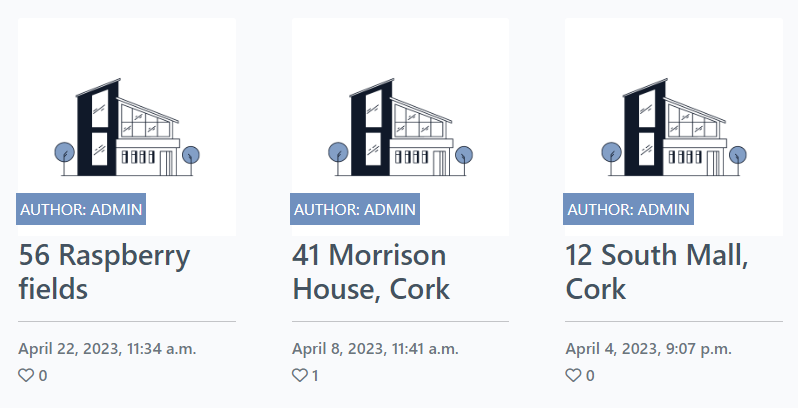 AUTHOR: ADMIN
56 Raspberry
fields
April 22, 2023, 11:34 a.m.
0
AUTHOR: ADMIN
41 Morrison
House, Cork
April 8, 2023, 11:41 a.m.
1
AUTHOR: ADMIN
12 South Mall,
Cork
April 4, 2023, 9:07 p.m.
0